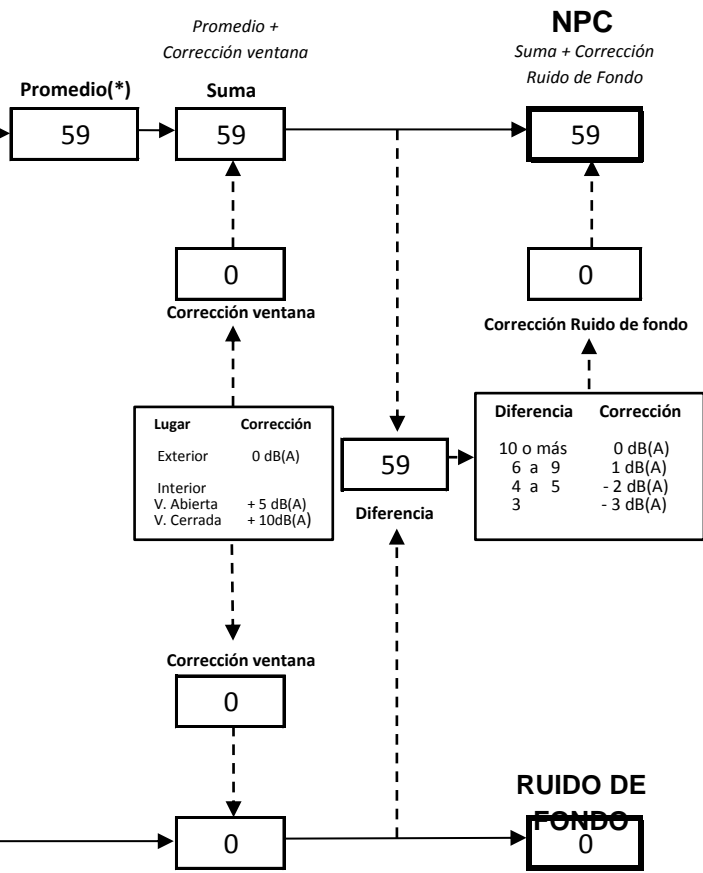 Promedio +
Corrección ventana
NPC
Suma + Corrección
Ruido de Fondo
Promedio(*)
Suma
59
59
59
0
0
Corrección ventana
Corrección Ruido de fondo
Lugar Corrección
Exterior 0 dB(A)
Interior
V. Abierta + 5 dB(A)
V. Cerrada + 10dB(A)
59
Diferencia
Diferencia Corrección
10 o más 0 dB(A)
6 a 9 1 dB(A)
4 a 5 - 2 dB(A)
3 - 3 dB(A)
Corrección ventana
0
RUIDO DE
FONDO
0
0